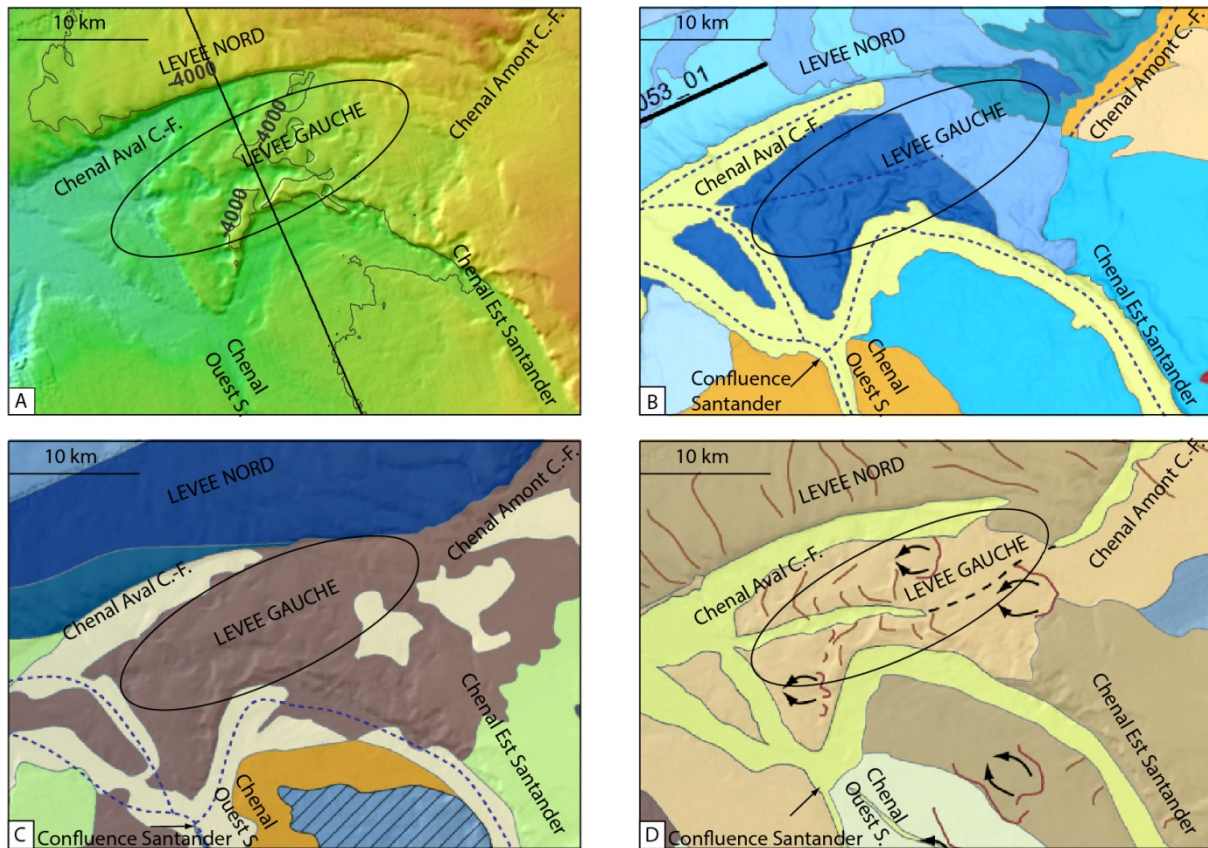 10 km
LEVEE NORD
-4000
Chenal Amont C.-F.
-4000
LEVEE GAUCHE
Chenal Aval C.-F.
-4000
Chenal Est Santander
Chenal
Ouest S.
A
10 km
LEVEE NORD
053_01
Chenal Amont C.-F.
LEVEE GAUCHE
Chenal Aval C.-F.
Chenal Est Santander
Chenal
Ouest S.
Confluence
Santander
B
10 km
LEVEE NORD
Chenal Amont C.-F.
LEVEE GAUCHE
Chenal Aval C.-F.
Chenal Est Santander
Chenal
Ouest S.
Confluence Santander
C
10 km
LEVEE NORD
Chenal Amont C.-F.
LEVEE GAUCHE
Chenal Aval C.-F.
Chenal Est Santander
Chenal
Ouest S.
Confluence Santander
D